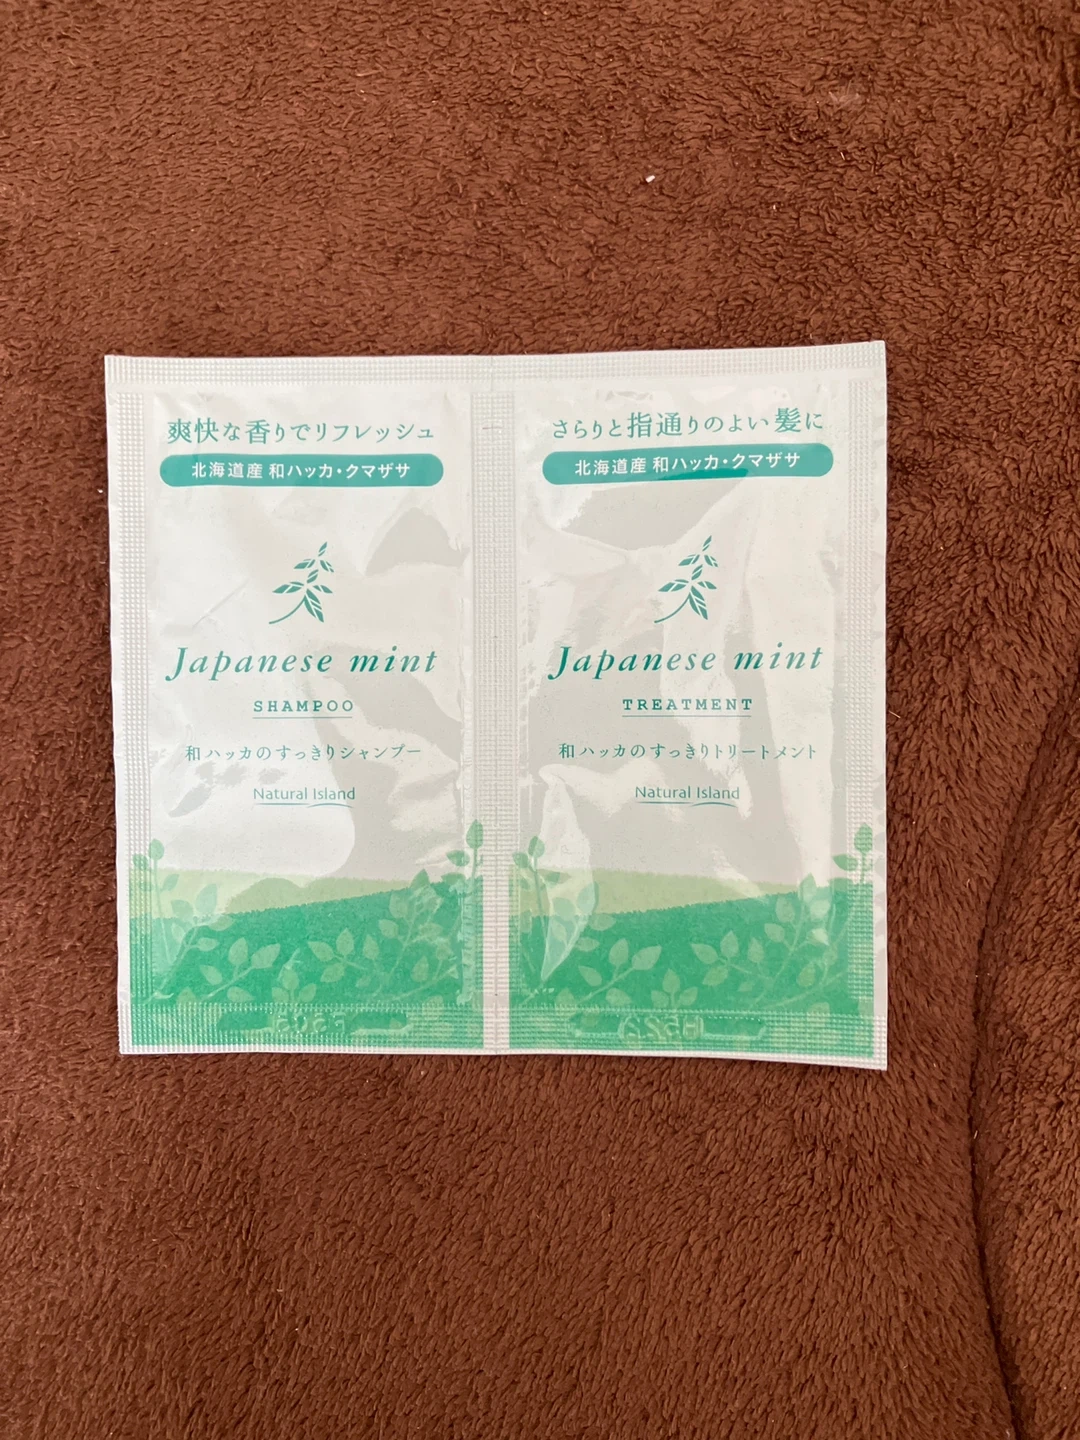 爽快な香りでリフレッシュ
北海道産 和ハッカ・クマザサ
Japanese mint
SHAMPOO
和ハッカのすっきりシャンプー
Natural Island
さらりと指通りのよい髪に
北海道産 和ハッカ・クマザサ
Japanese mint
TREATMENT
和ハッカのすっきりトリートメント
Natural Island